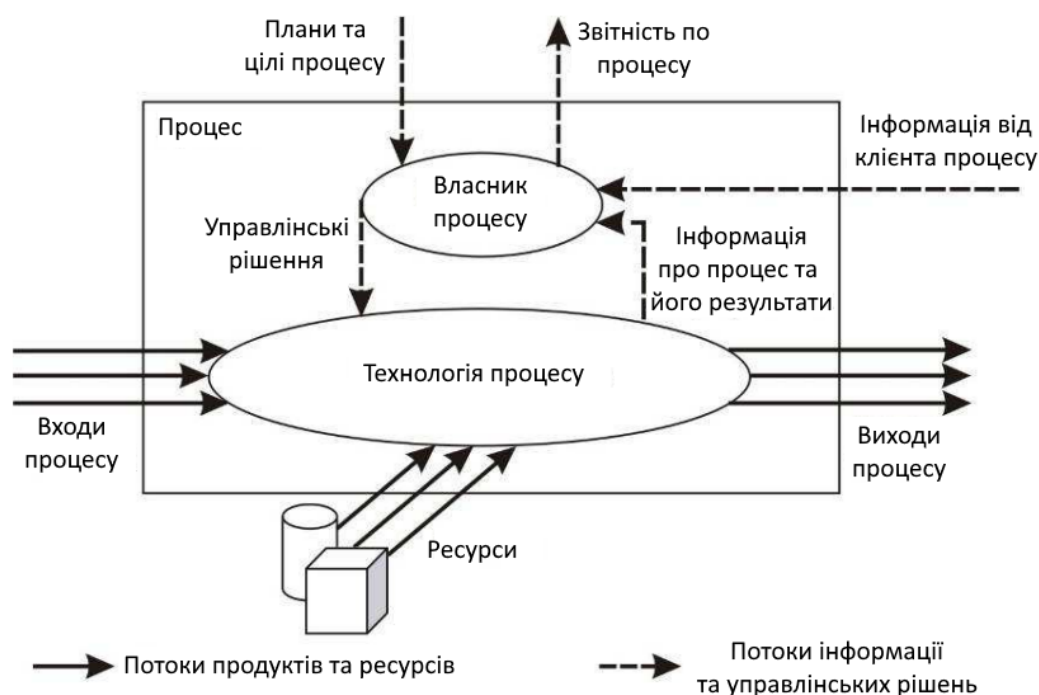 Плани та
цілі процесу
Звітність по
процесу
Процес
Інформація від
клієнта процесу
Власник
процесу
Управлінські
рішення
Інформація
про процес та
його результати
Технологія процесу
Входи
процесу
Виходи
процесу
Ресурси
Потоки продуктів та ресурсів
Потоки інформації
та управлінських рішень